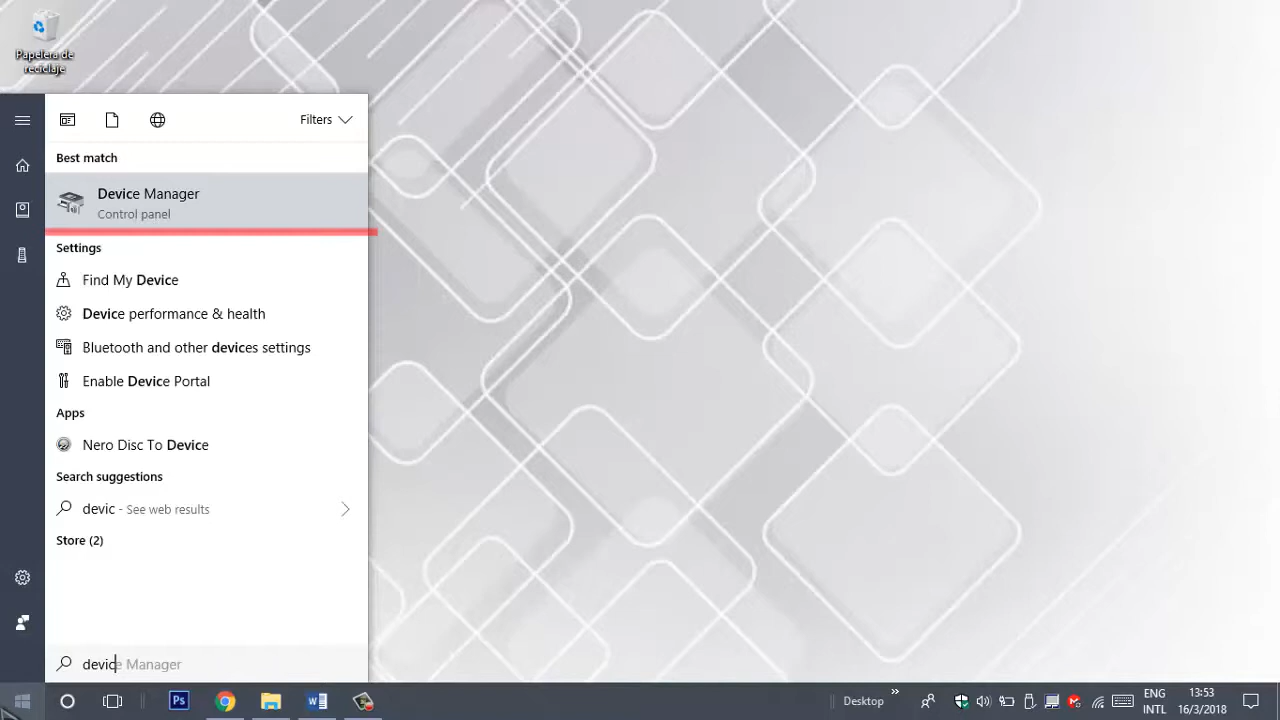 Papelera de
reciclaje
Filters
Best match
Device Manager
Control panel
Settings
Find My Device
Device performance & health
Bluetooth and other devices settings
Enable Device Portal
Apps
Nero Disc To Device
Search suggestions
devic - See web results
Store (2)
device Manager
Ps
Desktop
»
ENG
INTL
13:53
16/3/2018